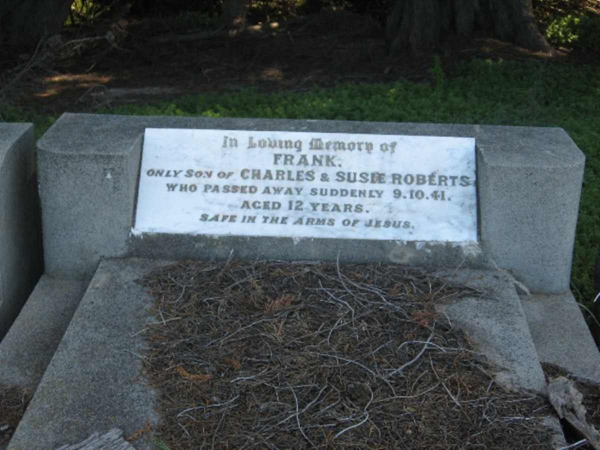 In Loving Memory of
FRANK.
ONLY SON OF CHARLES & SUSIE ROBERTS
WHO PASSED AWAY SUDDENLY 9.10.41.
AGED 12 YEARS.
SAFE IN THE ARMS OF JESUS.